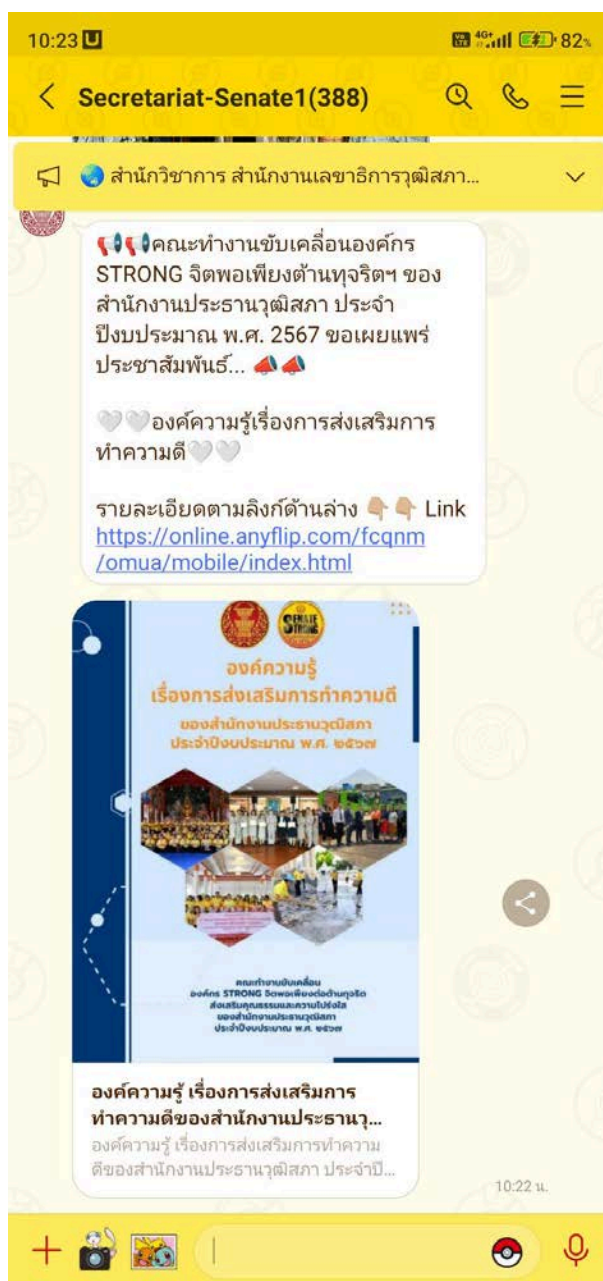 10:23
Vo LTE 4G+ 82%
Secretariat-Senate1(388)
สำนักวิชาการ สำนักงานเลขาธิการวุฒิสภา...
📢📢คณะทำงานขับเคลื่อนองค์กร
STRONG จิตพอเพียงต้านทุจริตฯ ของ
สำนักงานประธานวุฒิสภา ประจำ
ปีงบประมาณ พ.ศ. 2567 ขอเผยแพร่
ประชาสัมพันธ์... 📣📣
🤍🤍องค์ความรู้เรื่องการส่งเสริมการ
ทำความดี🤍🤍
รายละเอียดตามลิงก์ด้านล่าง 👇🏼👇🏼 Link
https://online.anyflip.com/fcqnm
/omua/mobile/index.html
SENATE
STRONG
องค์ความรู้
เรื่องการส่งเสริมการทำความดี
ของสำนักงานประธานวุฒิสภา
ประจำปีงบประมาณ พ.ศ. ๒๕๖๗
คณะทำงานขับเคลื่อน
องค์กร STRONG จิตพอเพียงต่อต้านทุจริต
ส่งเสริมคุณธรรมและความโปร่งใส
ของสำนักงานประธานวุฒิสภา
ประจำปีงบประมาณ พ.ศ. ๒๕๖๗
องค์ความรู้ เรื่องการส่งเสริมการ
ทำความดีของสำนักงานประธานวุ...
องค์ความรู้ เรื่องการส่งเสริมการทำความ
ดีของสำนักงานประธานวุฒิสภา ประจำปี...
10:22 น.